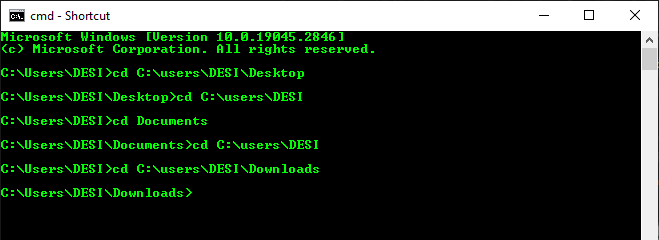 cmd - Shortcut
Microsoft Windows [Version 10.0.19045.2846]
(c) Microsoft Corporation. All rights reserved.
C:\Users\DESI>cd C:\users\DESI\Desktop
C:\Users\DESI\Desktop>cd C:\users\DESI
C:\Users\DESI>cd Documents
C:\Users\DESI\Documents>cd C:\users\DESI
C:\Users\DESI>cd C:\users\DESI\Downloads
C:\Users\DESI\Downloads>